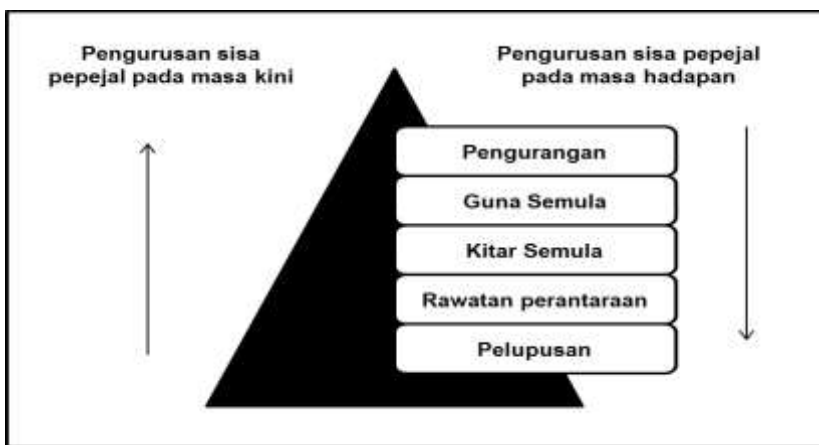 Pengurusan sisa
pepejal pada masa kini
Pengurusan sisa pepejal
pada masa hadapan
Pengurangan
Guna Semula
Kitar Semula
Rawatan perantaraan
Pelupusan